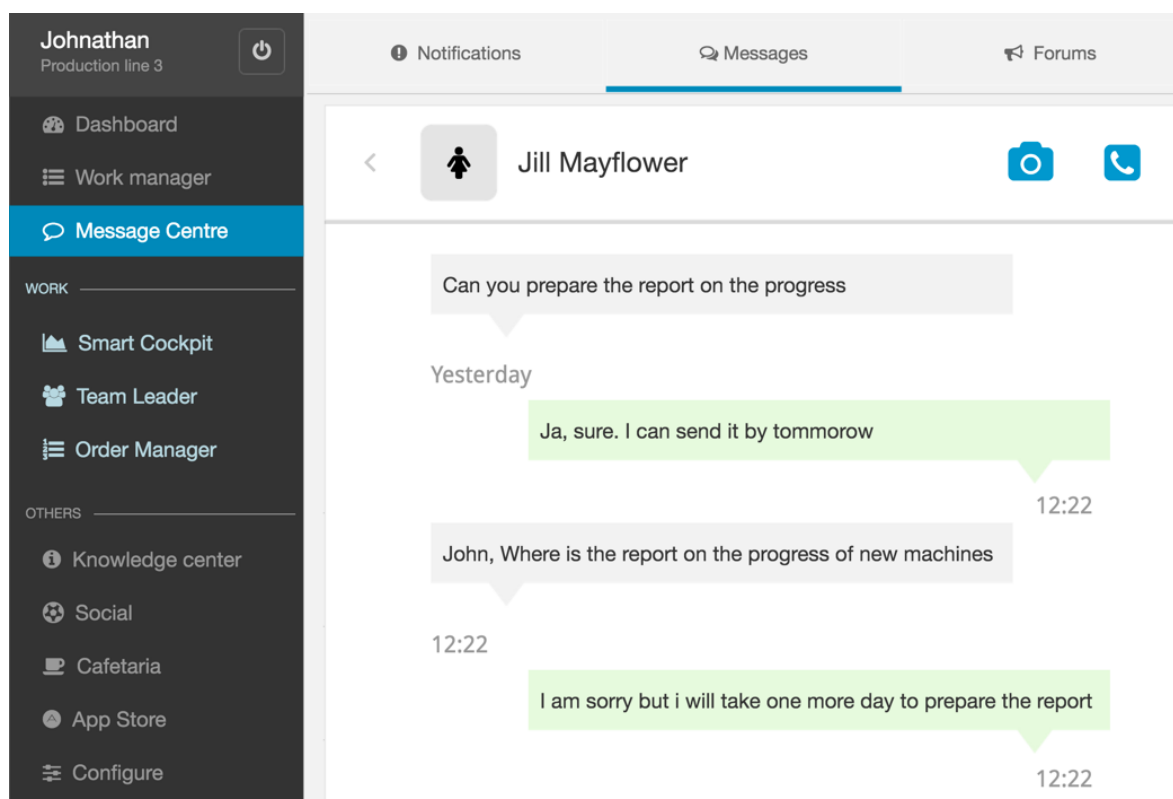 Johnathan
Production line 3
Dashboard
Work manager
Message Centre
WORK
Smart Cockpit
Team Leader
Order Manager
OTHERS
Knowledge center
Social
Cafetaria
App Store
Configure
Notifications
Messages
Forums
Jill Mayflower
Can you prepare the report on the progress
Yesterday
Ja, sure. I can send it by tommorow
12:22
John, Where is the report on the progress of new machines
12:22
I am sorry but i will take one more day to prepare the report
12:22